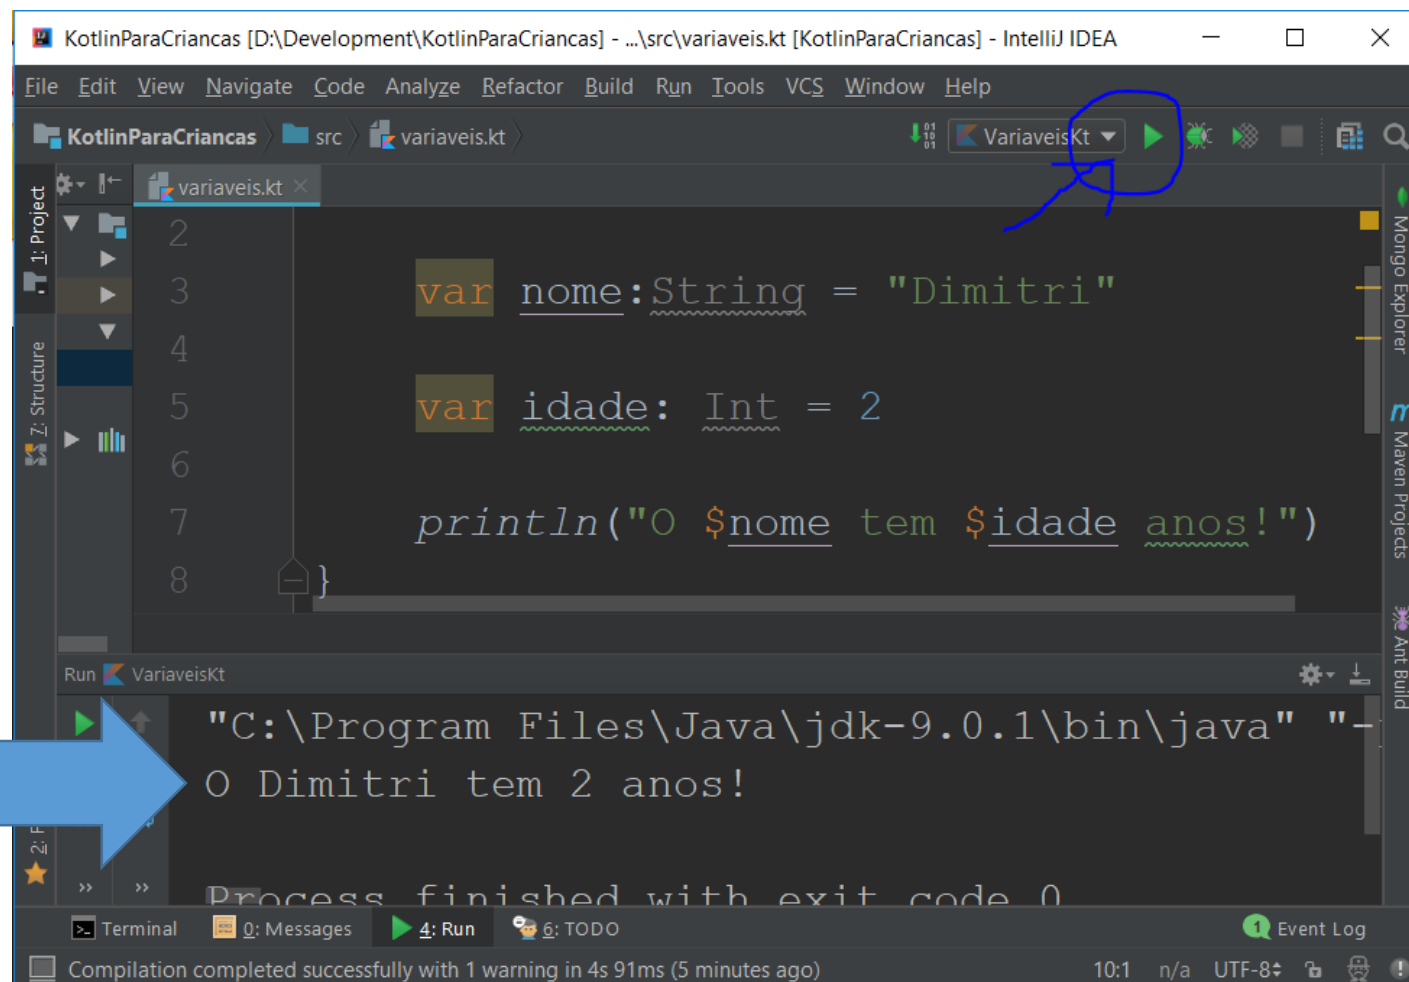 KotlinParaCriancas [D:\Development\KotlinParaCriancas] - ...\src\variaveis.kt [KotlinParaCriancas] - IntelliJ IDEA
File Edit View Navigate Code Analyze Refactor Build Run Tools VCS Window Help
KotlinParaCriancas src variaveis.kt VariaveisKt
1: Project
7: Structure
variaveis.kt
2
3 var nome:String = "Dimitri"
4
5 var idade: Int = 2
6
7 println("O $nome tem $idade anos!")
8 }
Mongo Explorer
Maven Projects
Ant Build
Run VariaveisKt
"C:\Program Files\Java\jdk-9.0.1\bin\java" "-
O Dimitri tem 2 anos!
Process finished with exit code 0
2:
Terminal 0: Messages 4: Run 6: TODO 1 Event Log
Compilation completed successfully with 1 warning in 4s 91ms (5 minutes ago) 10:1 n/a UTF-8